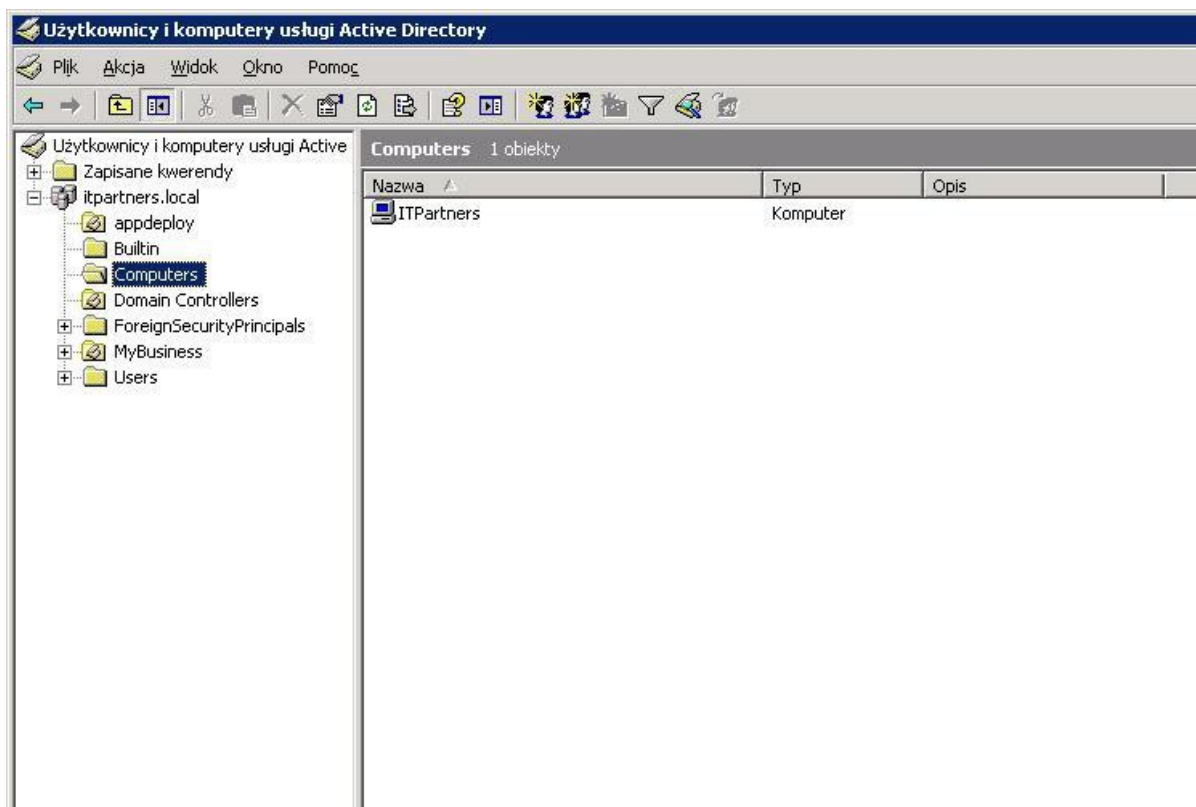 Użytkownicy i komputery usługi Active Directory
Plik Akcja Widok Okno Pomoc
Użytkownicy i komputery usługi Active
Zapisane kwerendy
itpartners.local
appdeploy
Builtin
Computers
Domain Controllers
ForeignSecurityPrincipals
MyBusiness
Users
Computers 1 obiekty
Nazwa Typ Opis
ITPartners Komputer